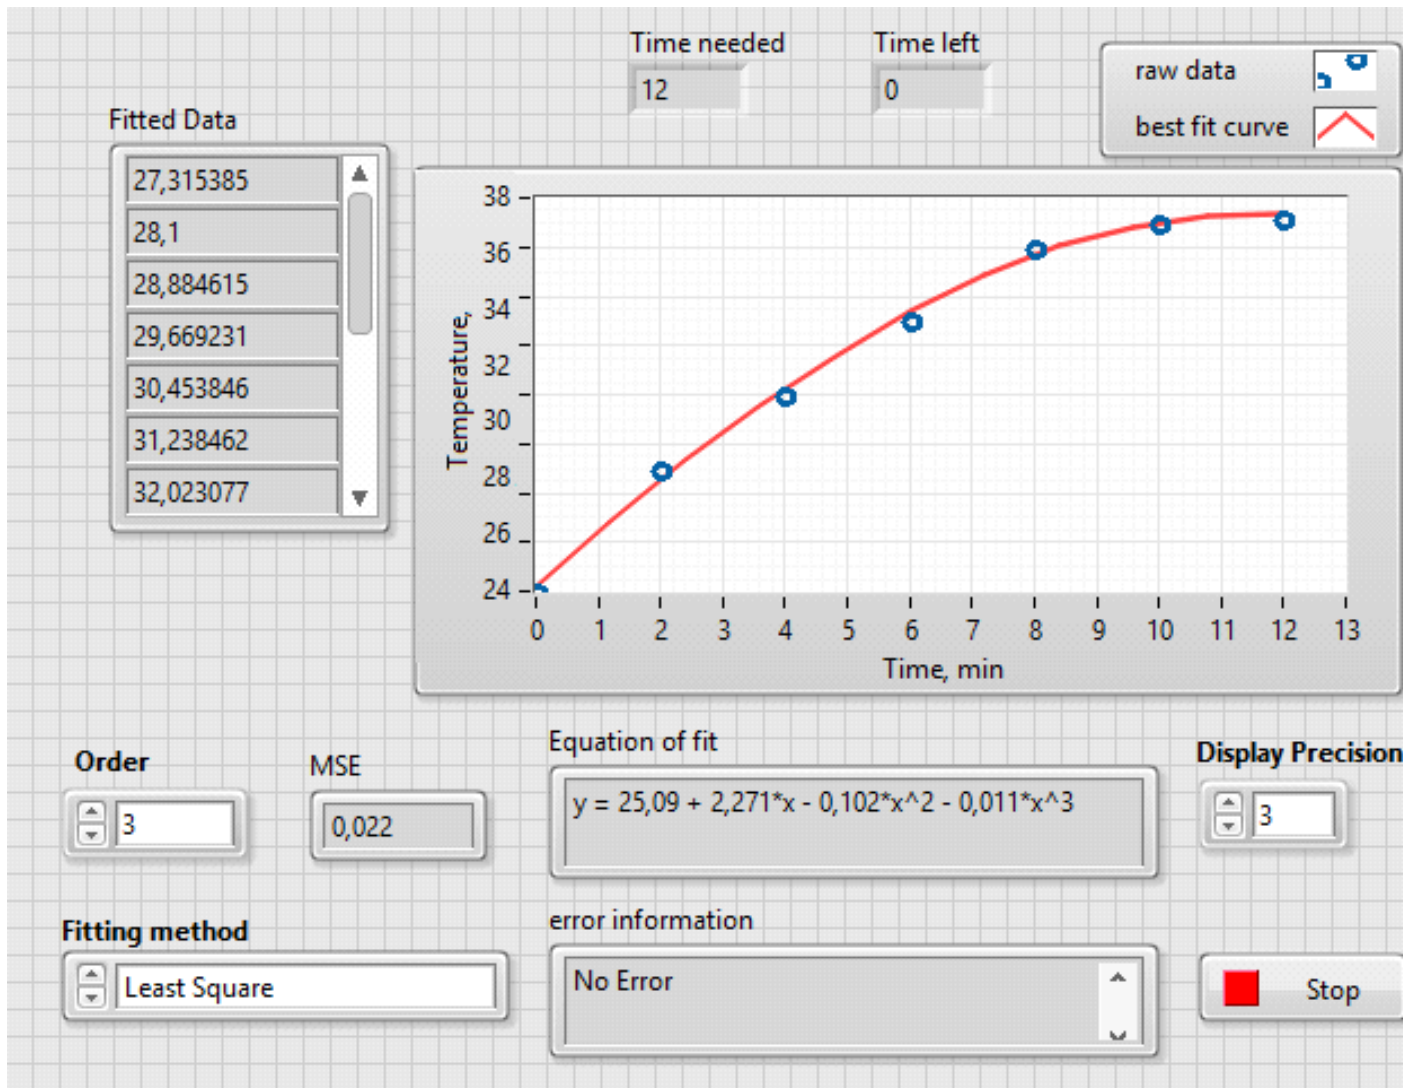 Time needed
12
Time left
0
raw data
best fit curve
Fitted Data
27,315385
28,1
28,884615
29,669231
30,453846
31,238462
32,023077
38
36
34
32
30
28
26
24
Temperature,
0 1 2 3 4 5 6 7 8 9 10 11 12 13
Time, min
Order
3
MSE
0,022
Equation of fit
y = 25,09 + 2,271*x - 0,102*x^2 - 0,011*x^3
Display Precision
3
Fitting method
Least Square
error information
No Error
Stop